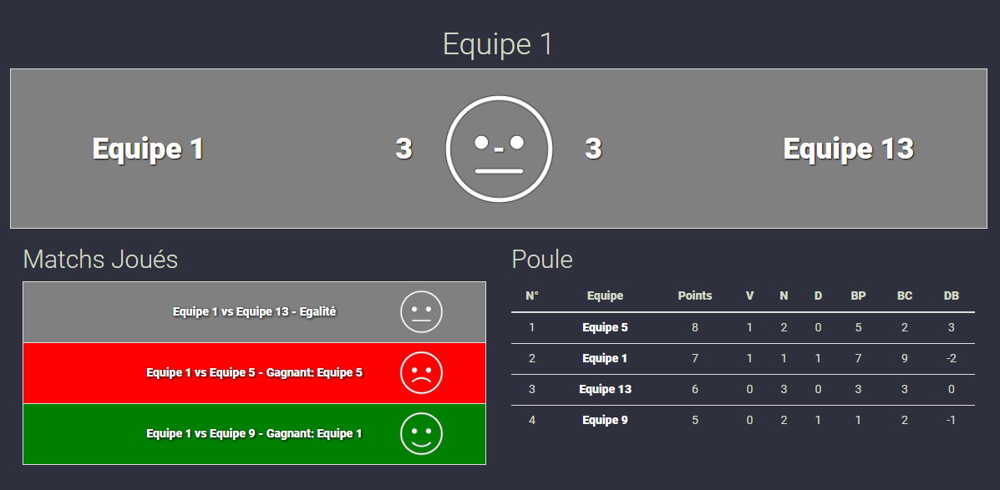 Equipe 1
Equipe 1 3 - 3 Equipe 13
Matchs Joués
Equipe 1 vs Equipe 13 - Egalité
Equipe 1 vs Equipe 5 - Gagnant: Equipe 5
Equipe 1 vs Equipe 9 - Gagnant: Equipe 1
Poule
N° Equipe Points V N D BP BC DB
1 Equipe 5 8 1 2 0 5 2 3
2 Equipe 1 7 1 1 1 7 9 -2
3 Equipe 13 6 0 3 0 3 3 0
4 Equipe 9 5 0 2 1 1 2 -1